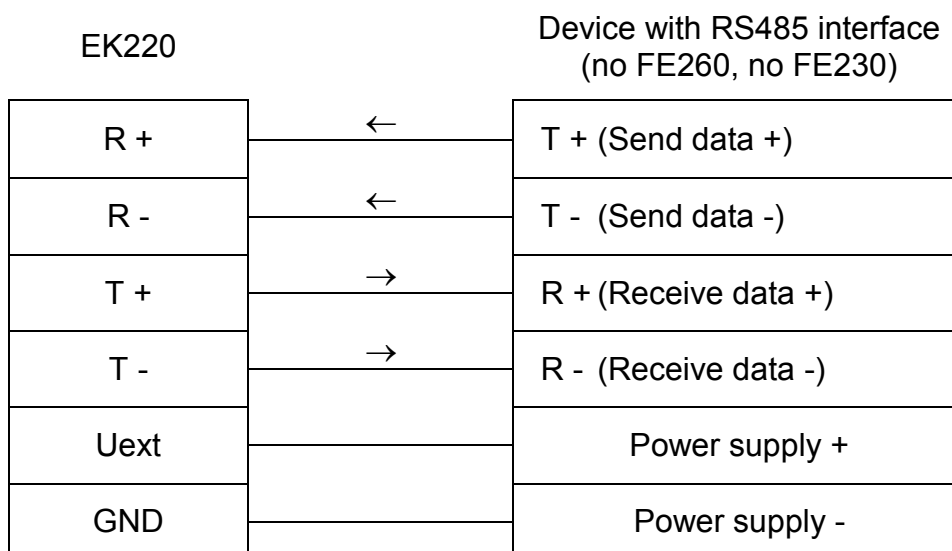 EK220
Device with RS485 interface
(no FE260, no FE230)
R + ← T + (Send data +)
R - ← T - (Send data -)
T + → R + (Receive data +)
T - → R - (Receive data -)
Uext Power supply +
GND Power supply -